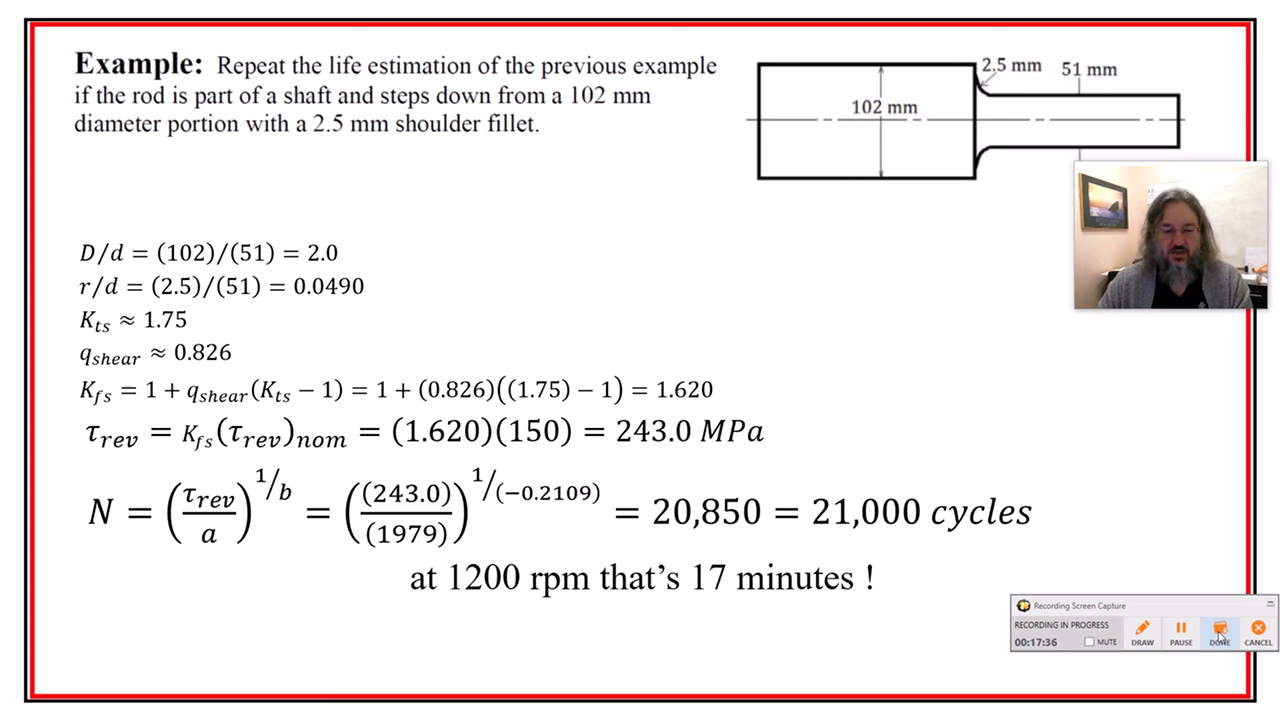 Example: Repeat the life estimation of the previous example
if the rod is part of a shaft and steps down from a 102 mm
diameter portion with a 2.5 mm shoulder fillet.
2.5 mm 51 mm
102 mm
D/d = (102)/(51) = 2.0
r/d = (2.5)/(51) = 0.0490
K_ts ≈ 1.75
q_shear ≈ 0.826
K_fs = 1 + q_shear(K_ts − 1) = 1 + (0.826)((1.75) − 1) = 1.620
τ_rev = K_fs(τ_rev)_nom = (1.620)(150) = 243.0 MPa
N = (τ_rev/a)^(1/b) = ((243.0)/(1979))^(1/(−0.2109)) = 20,850 = 21,000 cycles
at 1200 rpm that's 17 minutes !
Recording Screen Capture
RECORDING IN PROGRESS
00:17:36 MUTE DRAW PAUSE DONE CANCEL